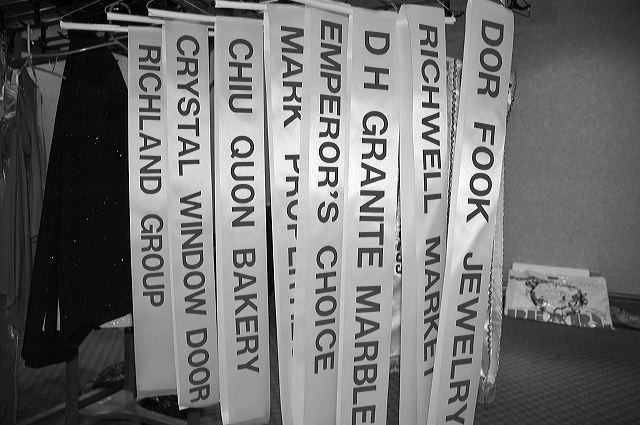 RICHLAND GROUP
CRYSTAL WINDOW DOOR
CHIU QUON BAKERY
MARK
EMPEROR'S CHOICE
D H GRANITE MARBLE
RICHWELL MARKET
DOR FOOK JEWELRY